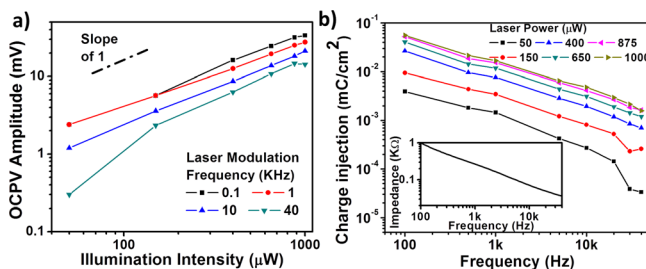 a)
Slope
of 1
OCPV Amplitude (mV)
10
1
0.1
Laser Modulation
Frequency (KHz)
0.1 1
10 40
100 1000
Illumination Intensity (µW)
b)
Charge injection (mC/cm²)
10⁻¹
10⁻²
10⁻³
10⁻⁴
10⁻⁵
Laser Power (µW)
50 400 875
150 650 1000
Impedance (KΩ)
1
0.1
100 1k 10k
Frequency (Hz)
100 1k 10k
Frequency (Hz)